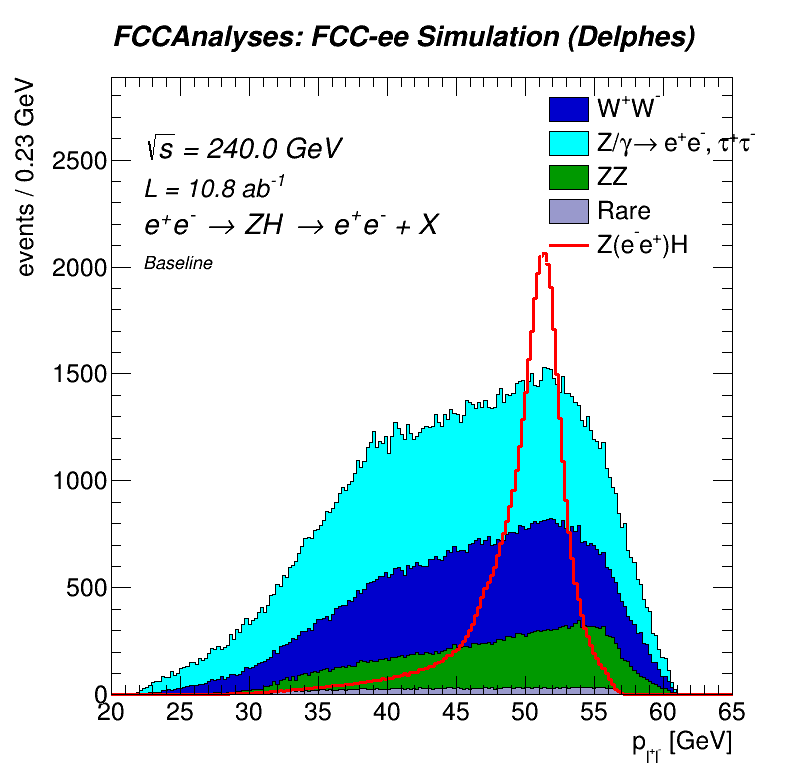 FCCAnalyses: FCC-ee Simulation (Delphes)
events / 0.23 GeV
√s = 240.0 GeV
L = 10.8 ab⁻¹
e⁺e⁻ → ZH → e⁺e⁻ + X
Baseline
W⁺W⁻
Z/γ→ e⁺e⁻, τ⁺τ⁻
ZZ
Rare
Z(e⁻e⁺)H
2500
2000
1500
1000
500
0
20 25 30 35 40 45 50 55 60 65
p_{l⁺l⁻} [GeV]